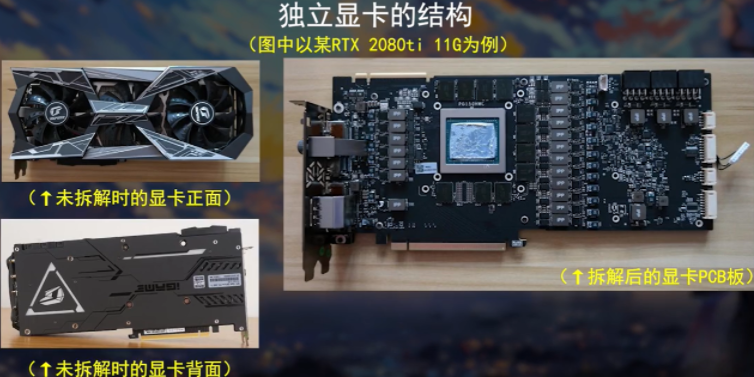 独立显卡的结构
（图中以某RTX 2080ti 11G为例）
（↑未拆解时的显卡正面）
iGAME
（↑未拆解时的显卡背面）
（↑拆解后的显卡PCB板）